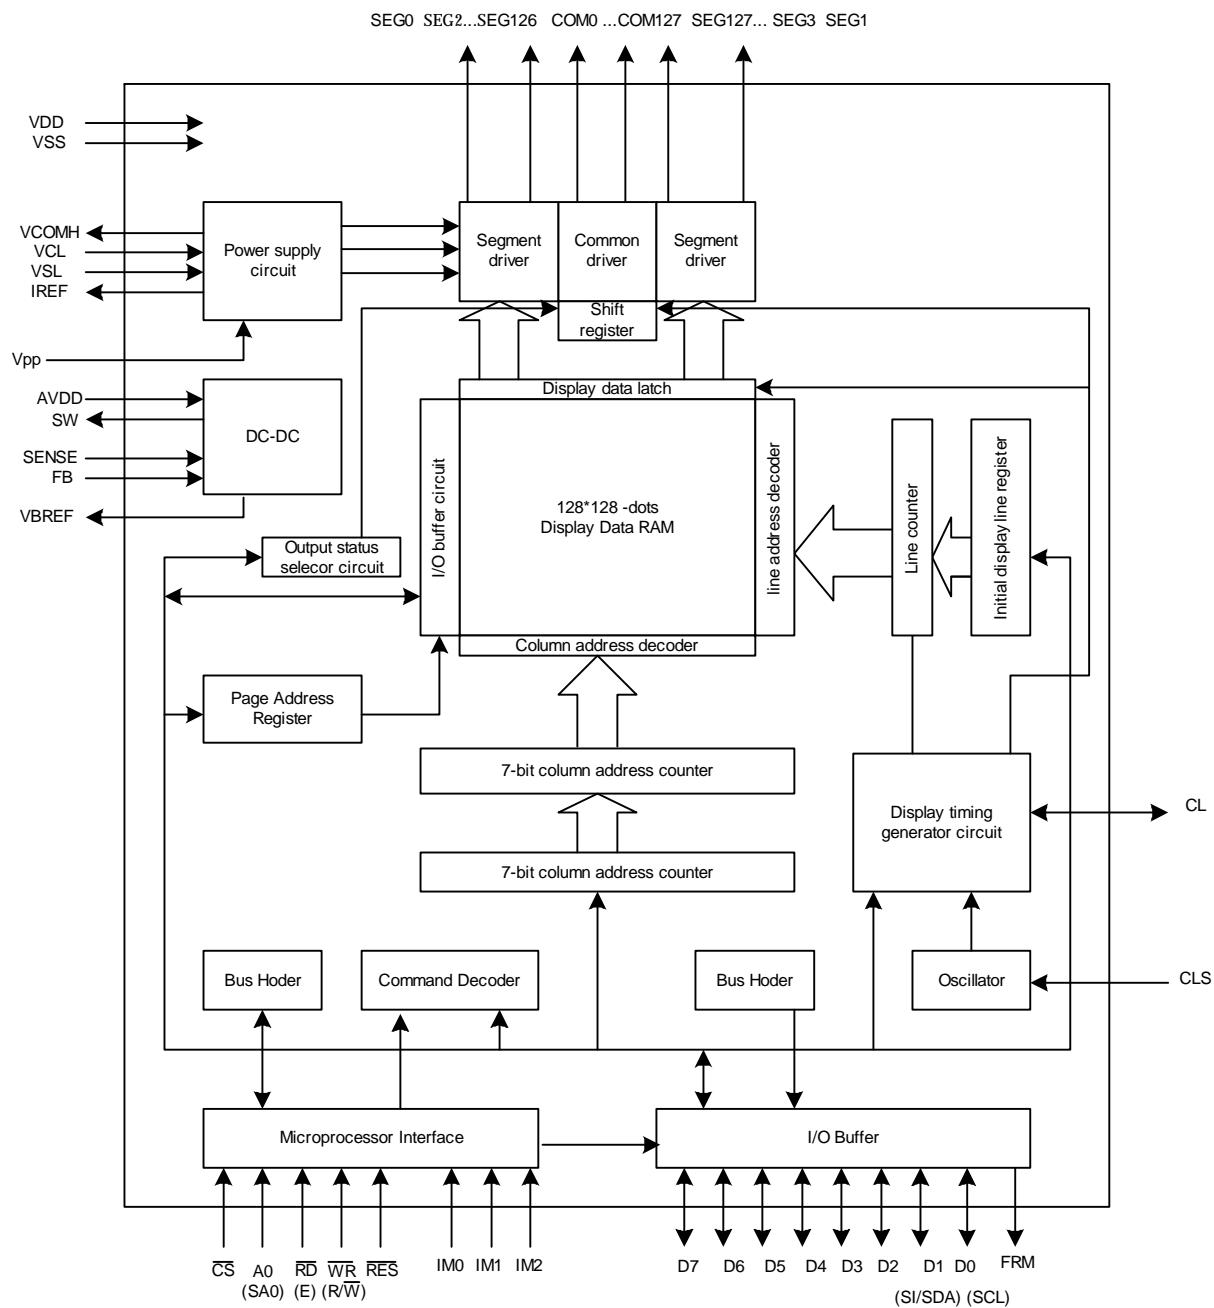 SEG0 SEG2...SEG126 COM0 ...COM127 SEG127... SEG3 SEG1
VDD
VSS
VCOMH
VCL
VSL
IREF
Vpp
Power supply
circuit
Segment
driver
Common
driver
Segment
driver
Shift
register
AVDD
SW
SENSE
FB
VBREF
DC-DC
Display data latch
I/O buffer circuit
128*128 -dots
Display Data RAM
line address decoder
Line counter
Initial display line register
Output status
selecor circuit
Column address decoder
Page Address
Register
7-bit column address counter
7-bit column address counter
Display timing
generator circuit
CL
Bus Hoder
Command Decoder
Bus Hoder
Oscillator
CLS
Microprocessor Interface
I/O Buffer
C̅S̅ A0 R̅D̅ W̅R̅ R̅E̅S̅ IM0 IM1 IM2
(SA0) (E) (R/W̅)
D7 D6 D5 D4 D3 D2 D1 D0 FRM
(SI/SDA) (SCL)